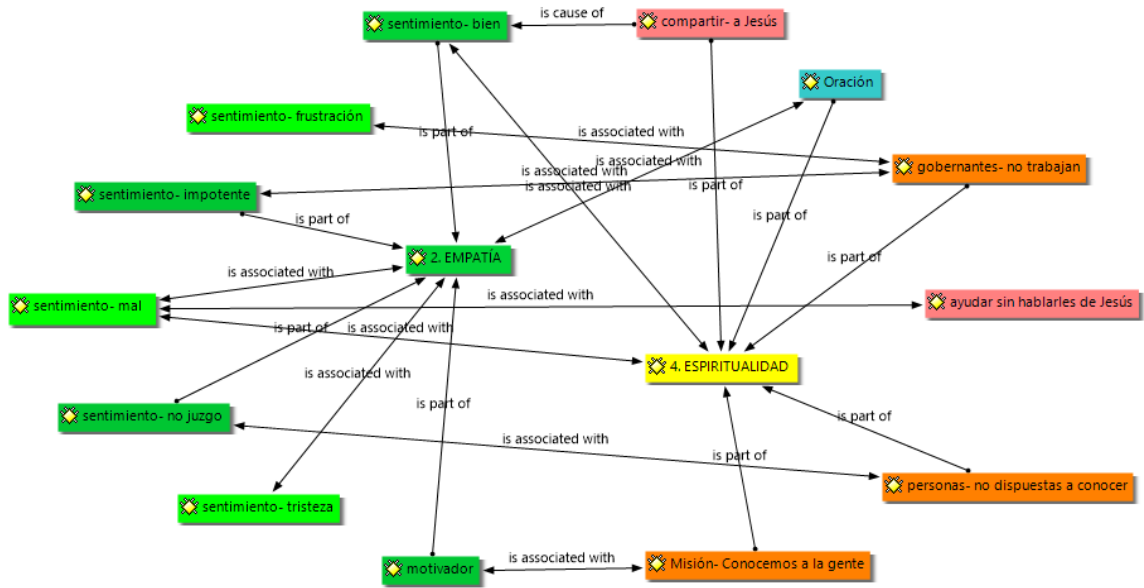 sentimiento- bien
is cause of
compartir- a Jesús
Oración
sentimiento- frustración
is part of
is associated with
is associated with
gobernantes- no trabajan
is associated with
is associated with
sentimiento- impotente
is part of
is part of
is part of
2. EMPATÍA
is part of
is associated with
sentimiento- mal
is associated with
ayudar sin hablarles de Jesús
is part of
is associated with
4. ESPIRITUALIDAD
is associated with
sentimiento- no juzgo
is part of
is part of
is associated with
is part of
personas- no dispuestas a conocer
sentimiento- tristeza
motivador
is associated with
Misión- Conocemos a la gente